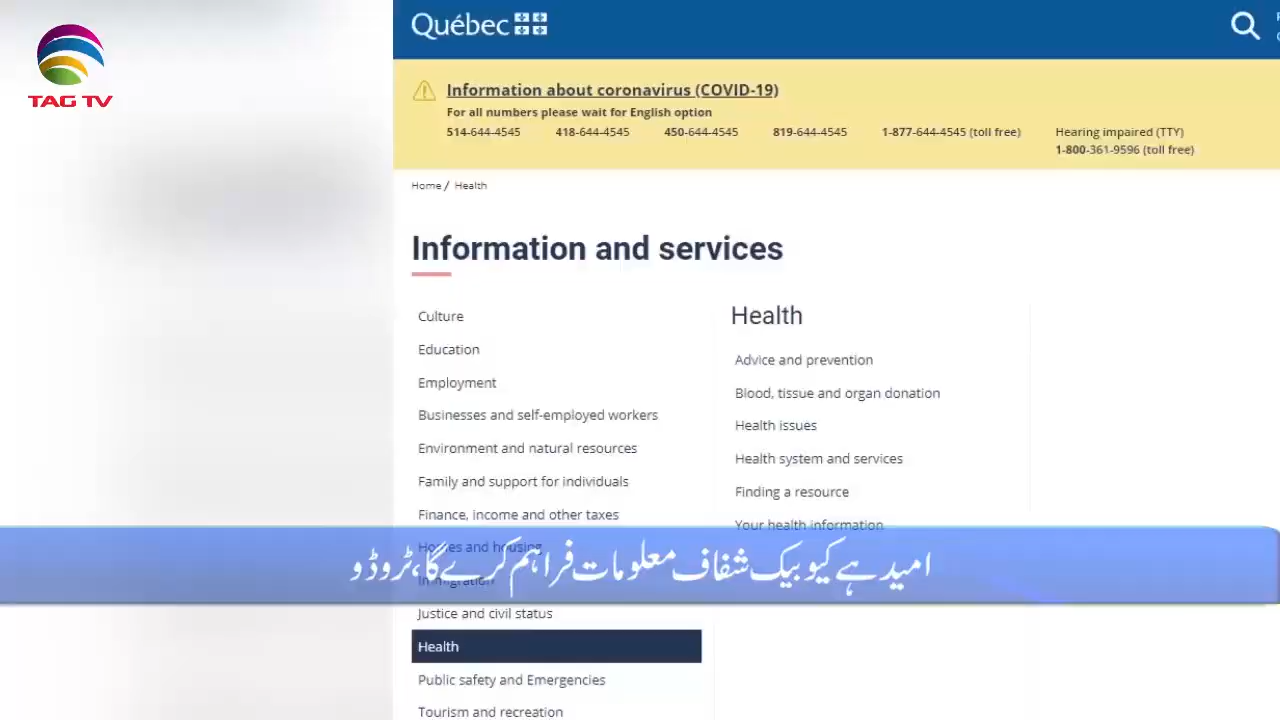 TAG TV
Québec
Information about coronavirus (COVID-19)
For all numbers please wait for English option
514-644-4545 418-644-4545 450-644-4545 819-644-4545 1-877-644-4545 (toll free) Hearing impaired (TTY)
1-800-361-9596 (toll free)
Home / Health
Information and services
Culture
Education
Employment
Businesses and self-employed workers
Environment and natural resources
Family and support for individuals
Finance, income and other taxes
Homes and housing
Immigration
Justice and civil status
Health
Public safety and Emergencies
Tourism and recreation
Health
Advice and prevention
Blood, tissue and organ donation
Health issues
Health system and services
Finding a resource
Your health information
امید ہے کیوبیک شفاف معلومات فراہم کرے گا، ٹروڈو